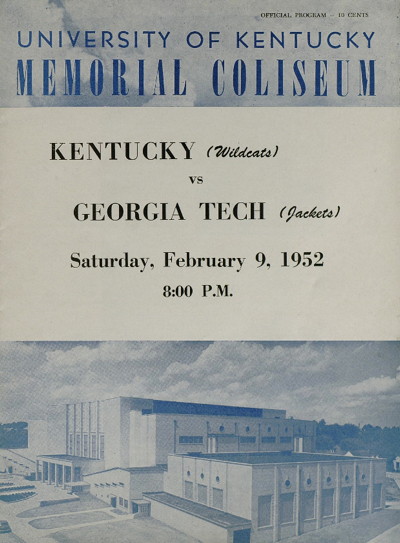 OFFICIAL PROGRAM - 10 CENTS
UNIVERSITY OF KENTUCKY
MEMORIAL COLISEUM
KENTUCKY (Wildcats)
vs
GEORGIA TECH (Jackets)
Saturday, February 9, 1952
8:00 P.M.